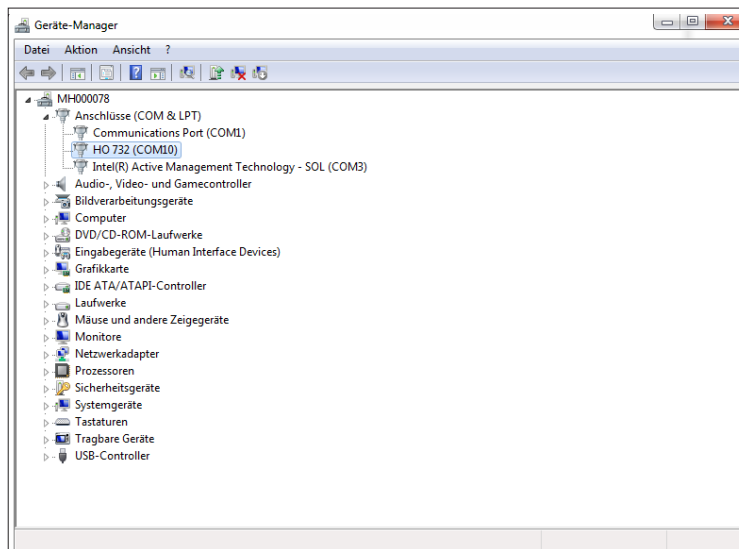 Geräte-Manager
Datei Aktion Ansicht ?
MH000078
Anschlüsse (COM & LPT)
Communications Port (COM1)
HO 732 (COM10)
Intel(R) Active Management Technology - SOL (COM3)
Audio-, Video- und Gamecontroller
Bildverarbeitungsgeräte
Computer
DVD/CD-ROM-Laufwerke
Eingabegeräte (Human Interface Devices)
Grafikkarte
IDE ATA/ATAPI-Controller
Laufwerke
Mäuse und andere Zeigegeräte
Monitore
Netzwerkadapter
Prozessoren
Sicherheitsgeräte
Systemgeräte
Tastaturen
Tragbare Geräte
USB-Controller